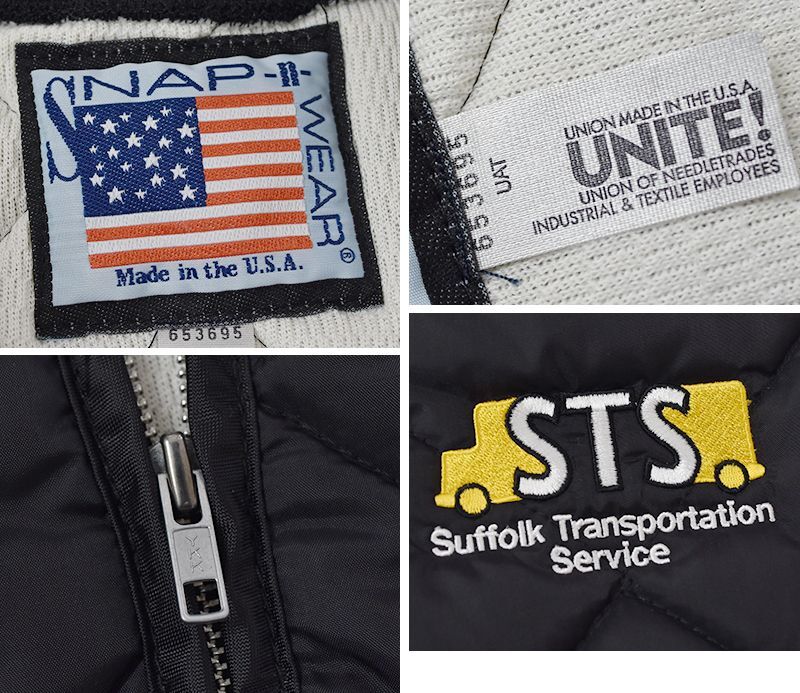 SNAP-N-
WEAR®
Made in the U.S.A.
653695
653695
UAT
UNION MADE IN THE U.S.A.
UNITE!
UNION OF NEEDLETRADES
INDUSTRIAL & TEXTILE EMPLOYEES
STS
Suffolk Transportation
Service